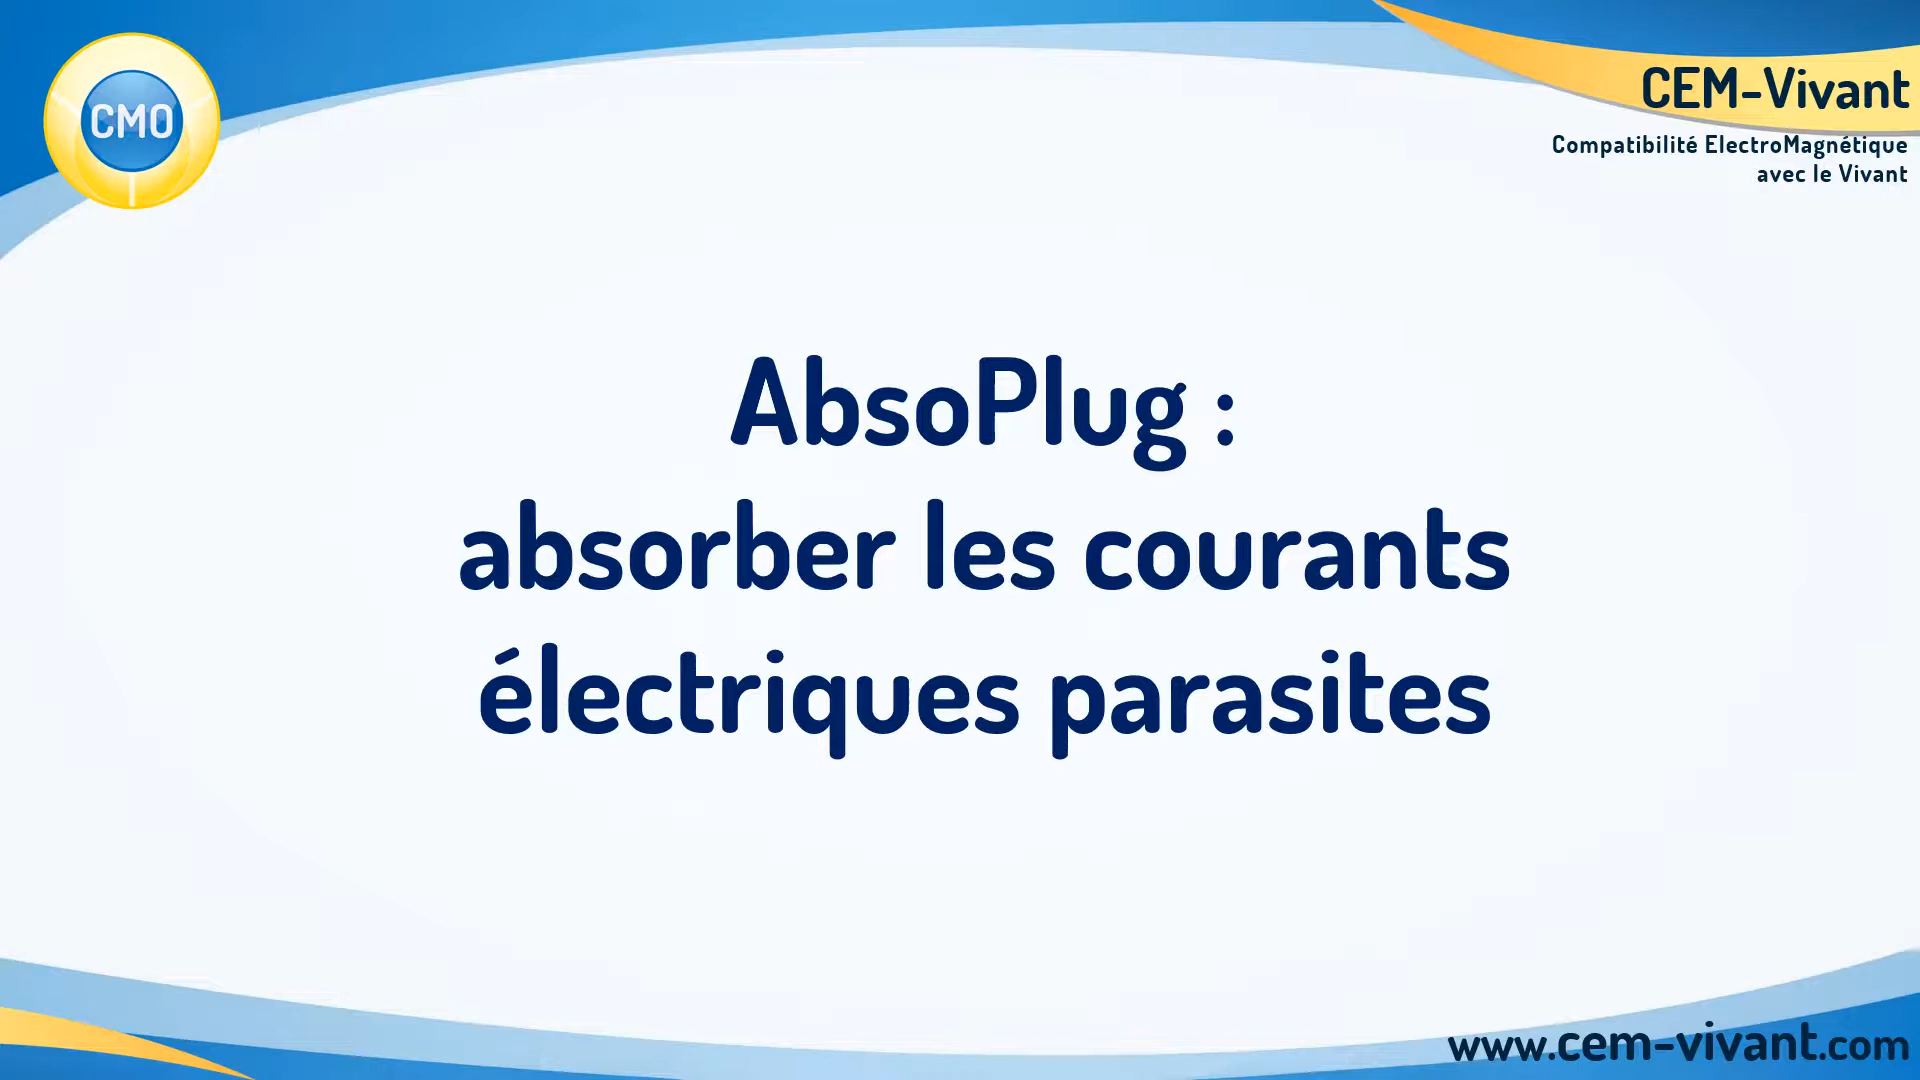 CMO
CEM-Vivant
Compatibilité ElectroMagnétique
avec le Vivant
AbsoPlug :
absorber les courants
électriques parasites
www.cem-vivant.com